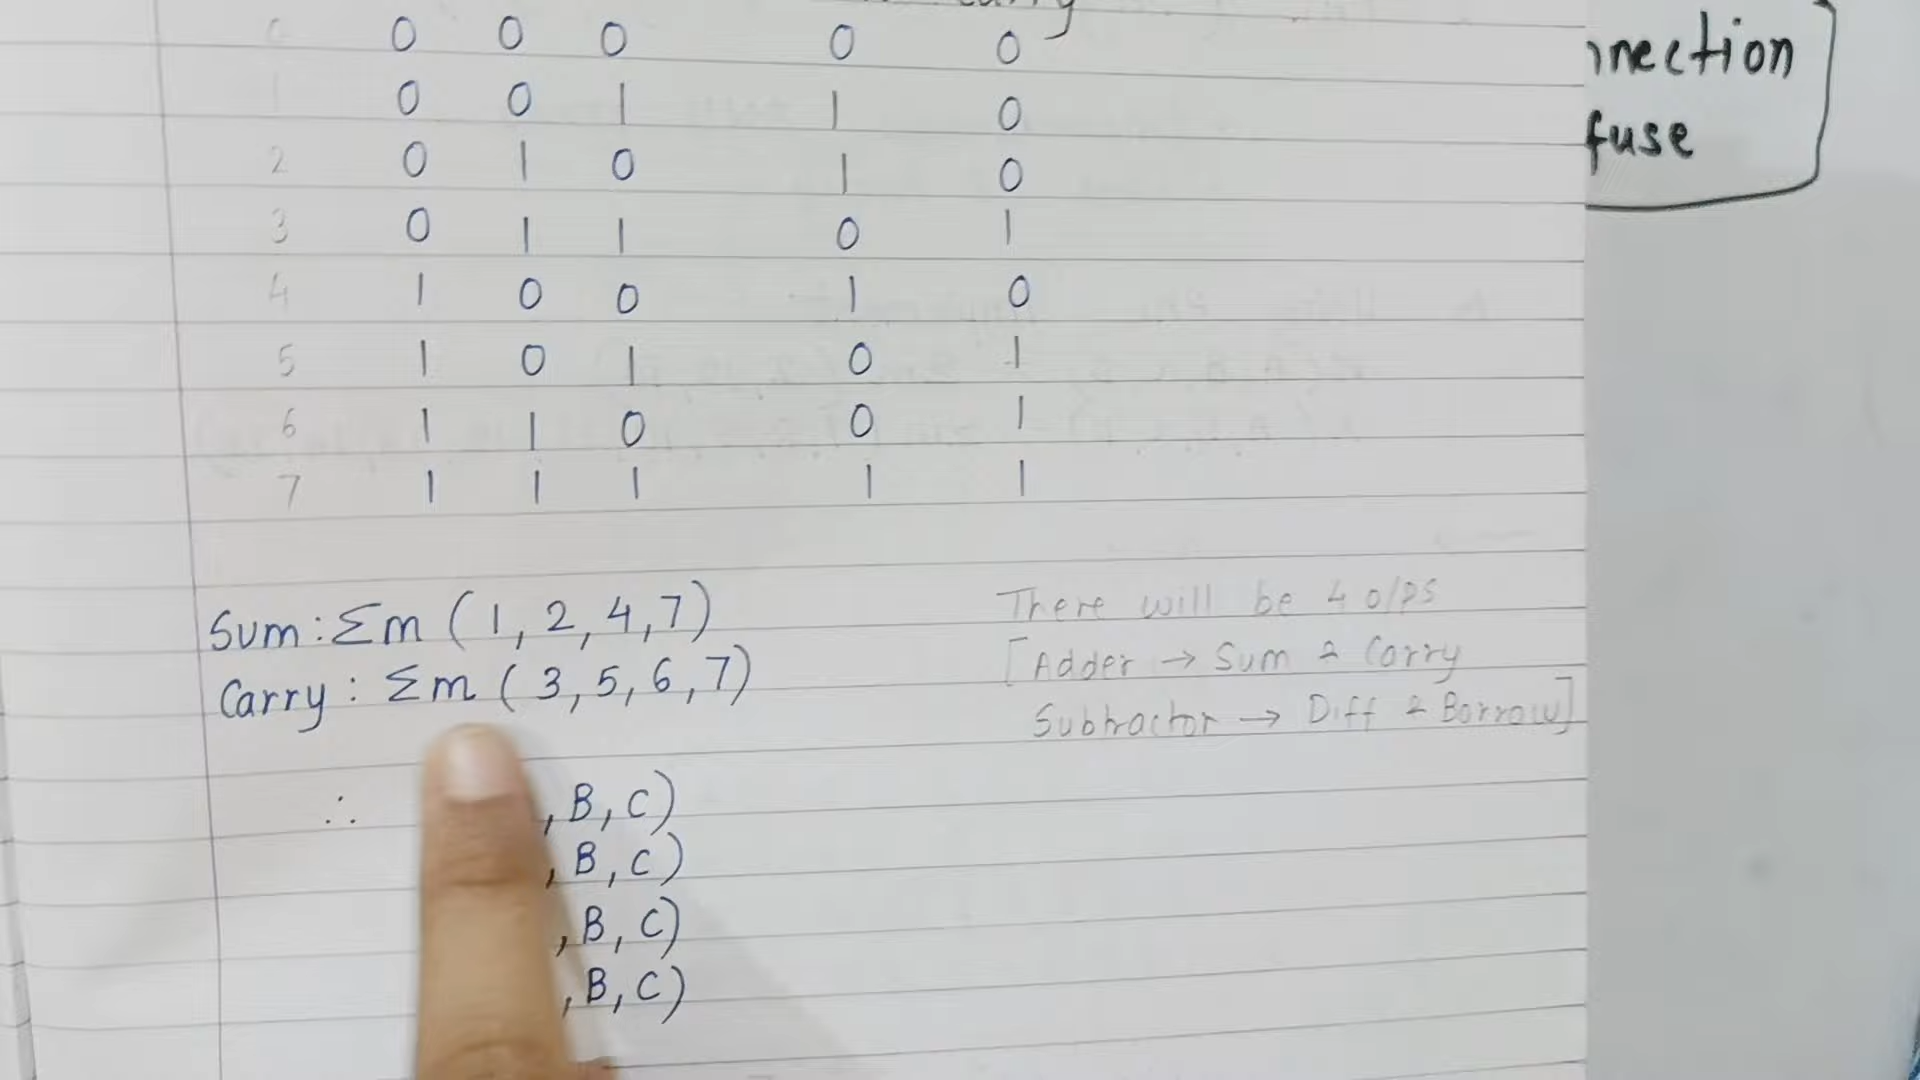 0 0 0 0 0 0
1 0 0 1 1 0
2 0 1 0 1 0
3 0 1 1 0 1
4 1 0 0 1 0
5 1 0 1 0 1
6 1 1 0 0 1
7 1 1 1 1 1
Sum : Σm ( 1, 2, 4, 7)
Carry : Σm ( 3, 5, 6, 7)
There will be 4 o/ps
[Adder → Sum & Carry
Subtractor → Diff & Borrow]
∴ , B, C)
, B, C)
, B, C)
, B, C)
nnection
fuse